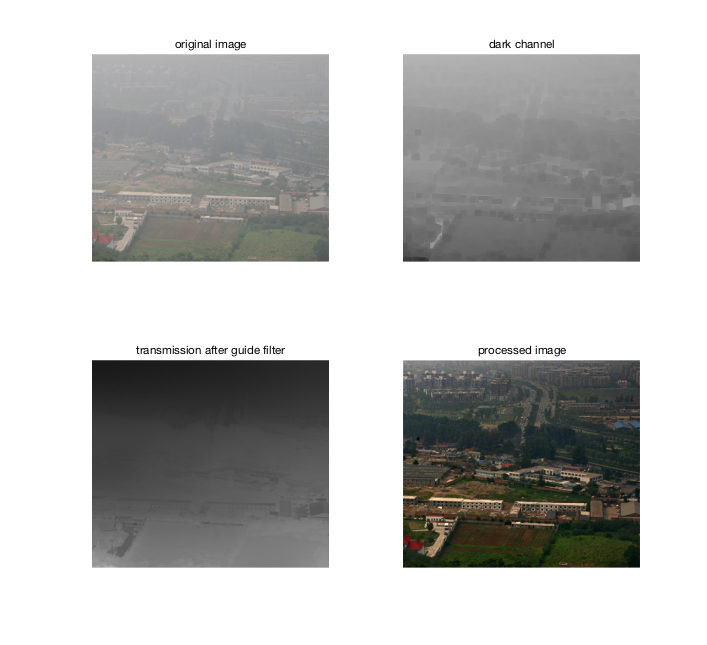 original image
dark channel
transmission after guide filter
processed image